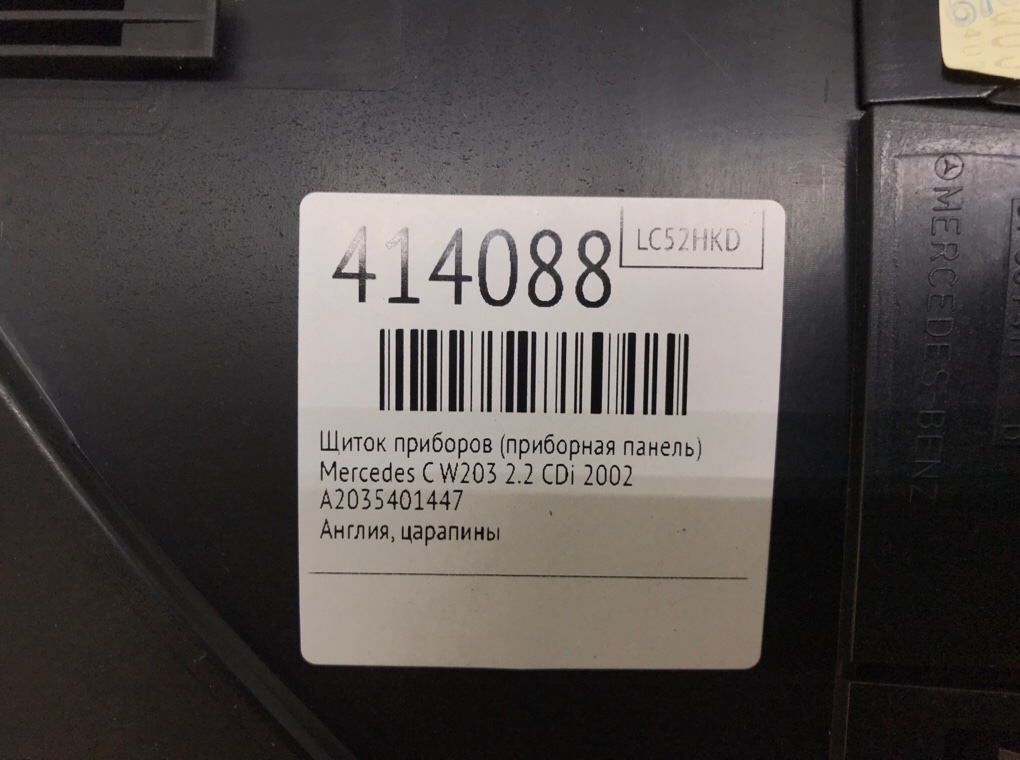 414088
LC52HKD
Щиток приборов (приборная панель)
Mercedes C W203 2.2 CDi 2002
A2035401447
Англия, царапины
MERCEDES-BENZ